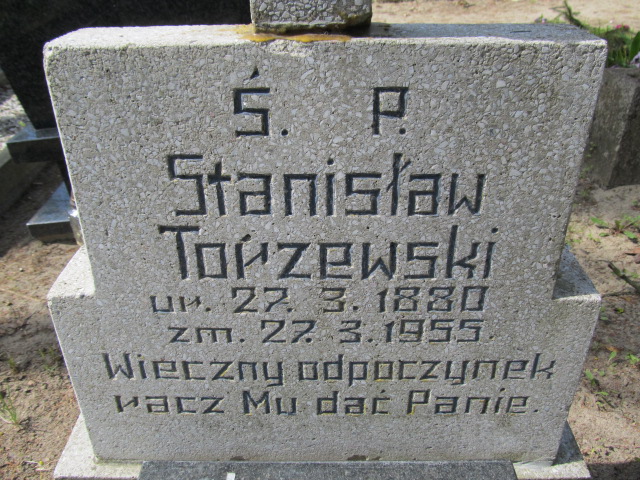 Ś. P.
Stanisław
Torzewski
ur. 27. 3. 1880
zm. 27. 3. 1955.
Wieczny odpoczynek
racz Mu dać Panie.